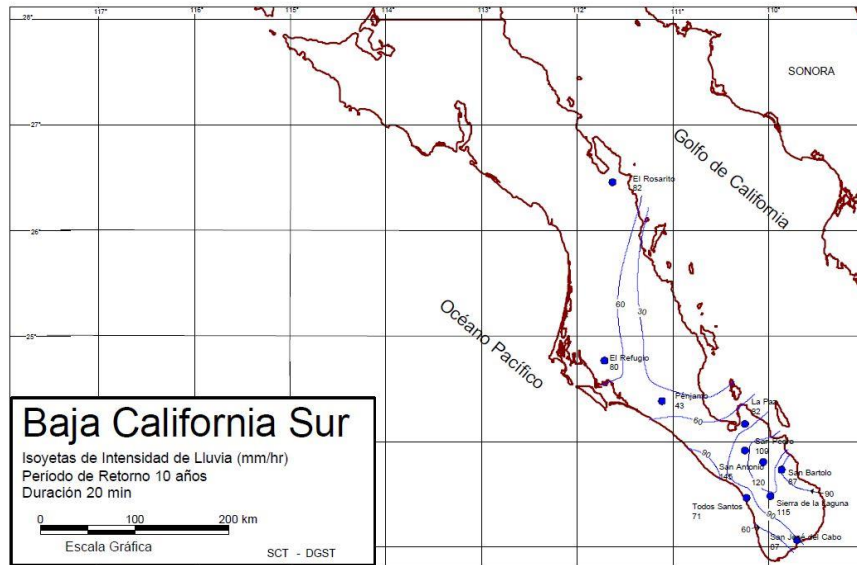 28°
115°
114°
113°
112°
111°
110°
SONORA
27°
Golfo de California
El Rosarito
82
26°
60
30
Océano Pacífico
25°
El Refugio
80
Pénjamo
43
La Paz
82
60
San Pedro
109
90
San Antonio
145
120
San Bartolo
87
90
Sierra de la Laguna
115
90
Todos Santos
71
60
San José del Cabo
87
Baja California Sur
Isoyetas de Intensidad de Lluvia (mm/hr)
Periodo de Retorno 10 años
Duración 20 min
0 100 200 km
Escala Gráfica
SCT - DGST